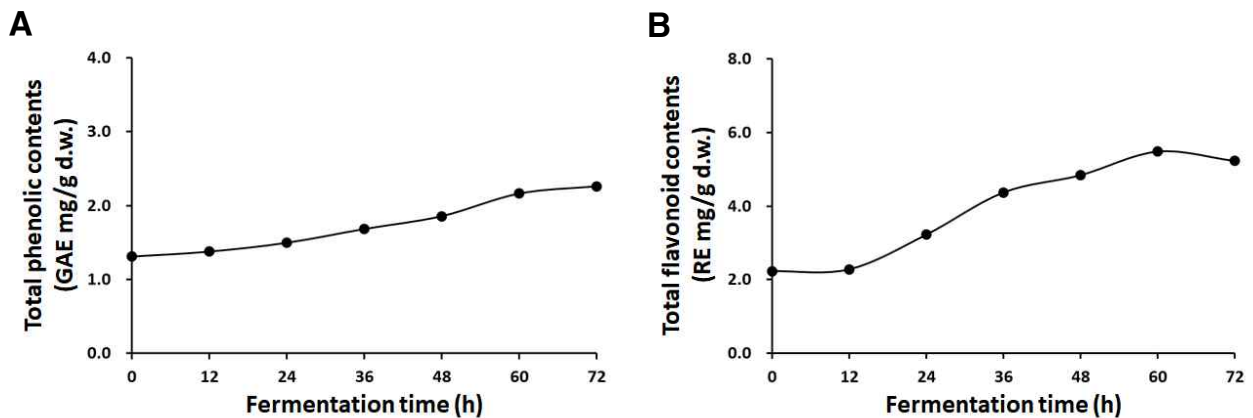 A
Total phenolic contents
(GAE mg/g d.w.)
4.0
3.0
2.0
1.0
0.0
0 12 24 36 48 60 72
Fermentation time (h)
B
Total flavonoid contents
(RE mg/g d.w.)
8.0
6.0
4.0
2.0
0.0
0 12 24 36 48 60 72
Fermentation time (h)